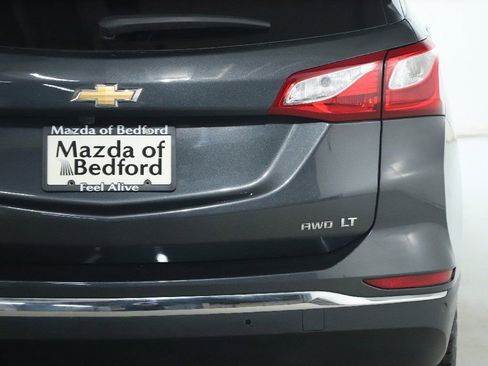 Mazda of Bedford
Mazda of
Bedford
Feel Alive
AWD LT